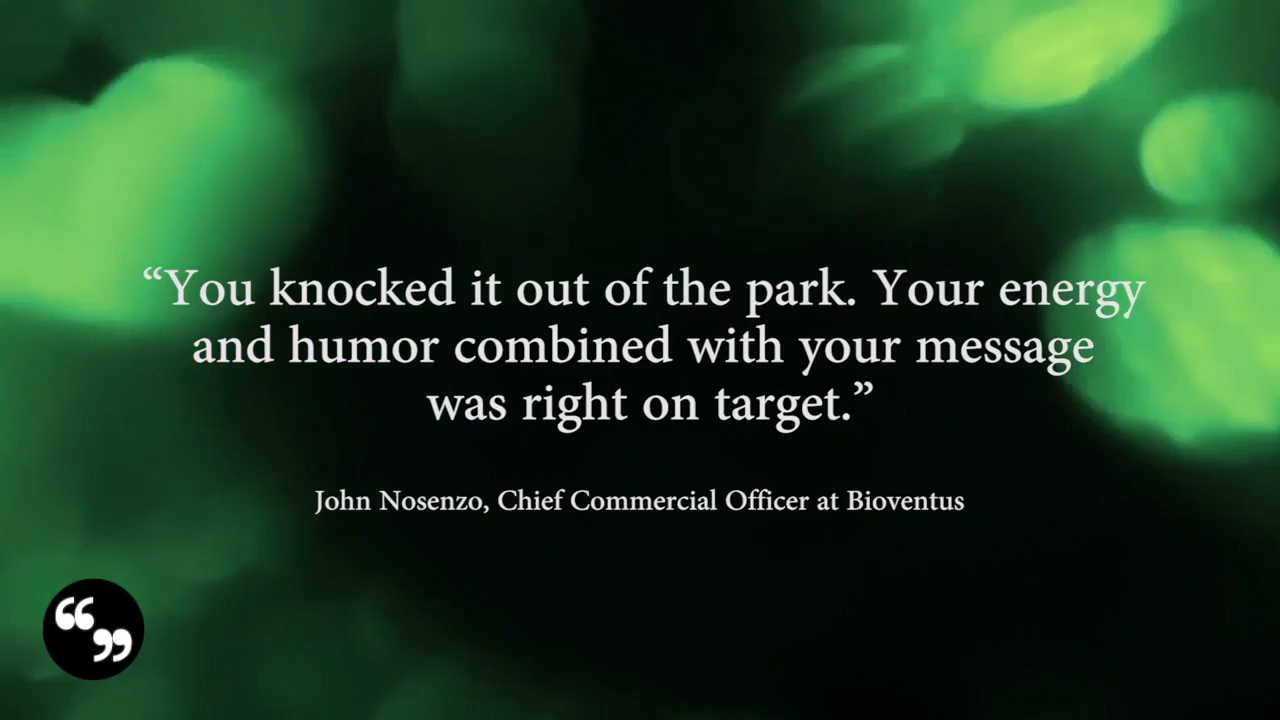 “You knocked it out of the park. Your energy
and humor combined with your message
was right on target.”
John Nosenzo, Chief Commercial Officer at Bioventus